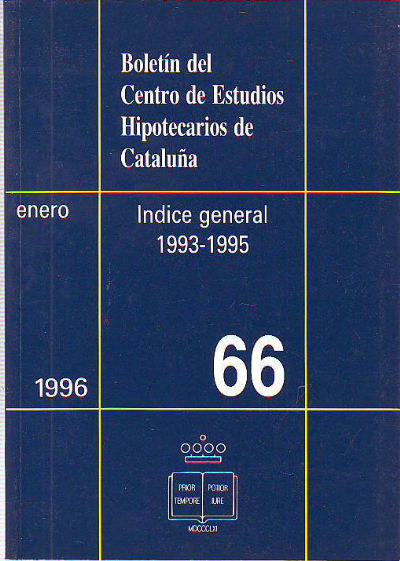 Boletín del
Centro de Estudios
Hipotecarios de
Cataluña
enero
Indice general
1993-1995
66
1996
PRIOR
TEMPORE
POTIOR
IURE
MDCCCLXI